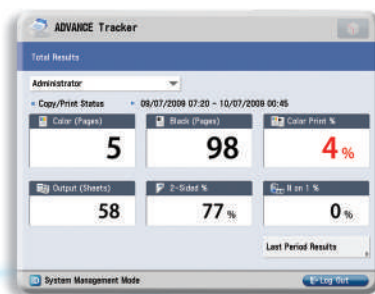 ADVANCE Tracker
Total Results
Administrator
Copy/Print Status
09/07/2009 07:20 - 10/07/2009 00:45
Color (Pages)
Black (Pages)
Color Print %
5
98
4 %
Output (Sheets)
2-Sided %
N on 1 %
58
77 %
0 %
Last Period Results
System Management Mode
Log Out